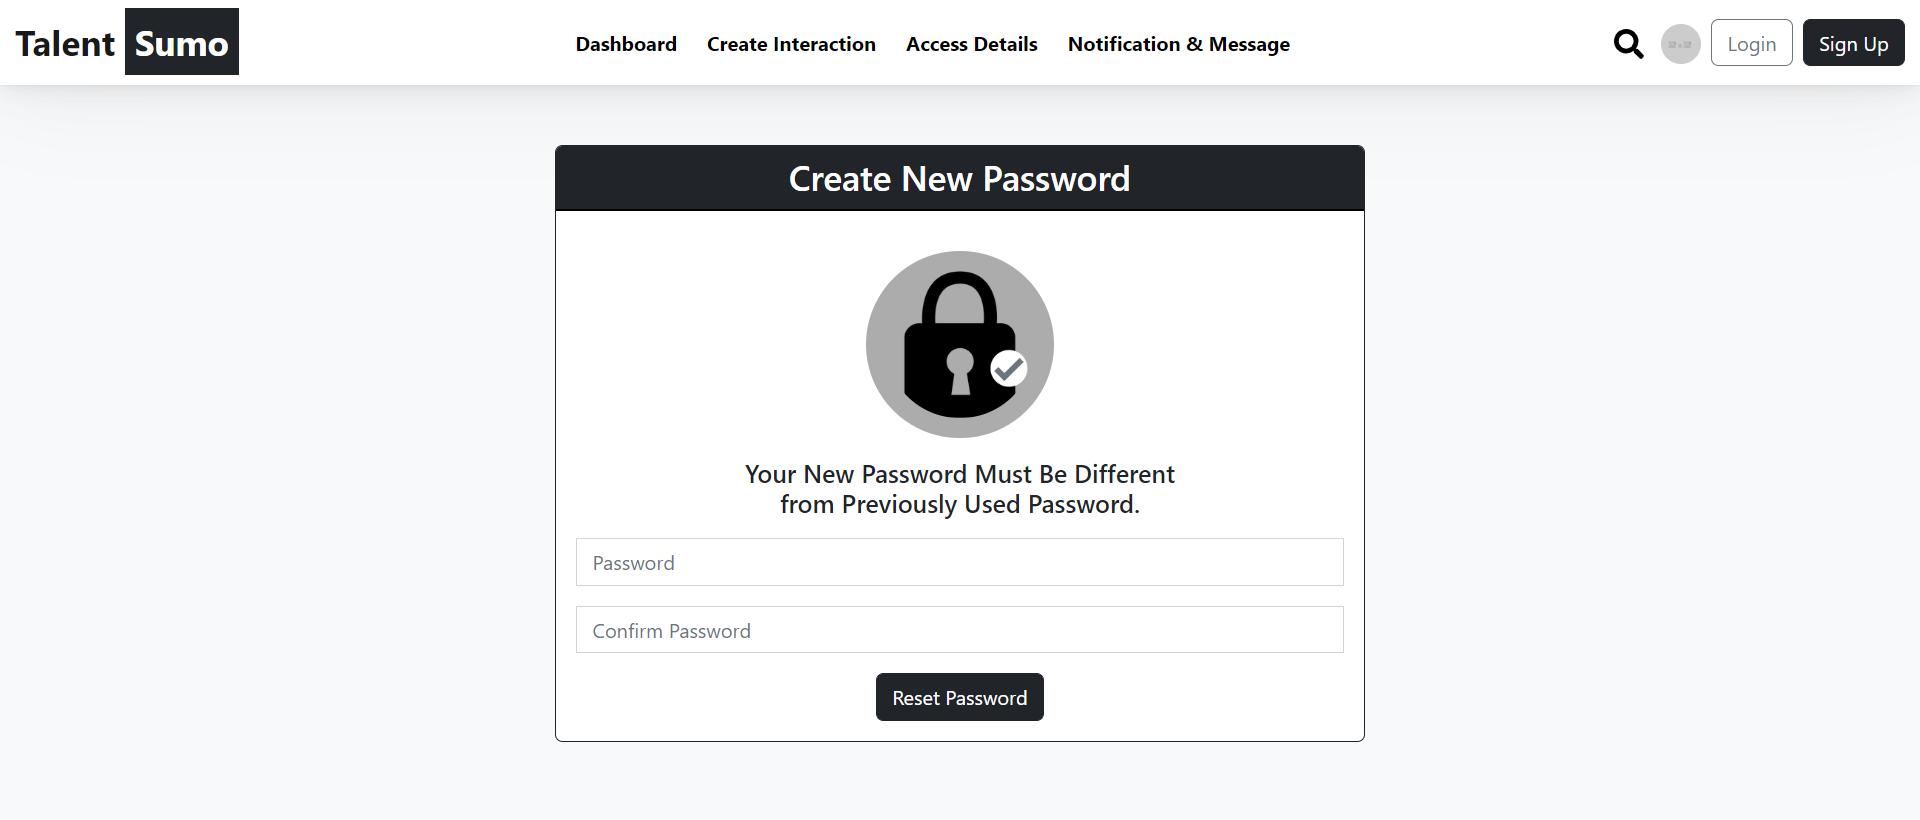 Talent Sumo
Dashboard Create Interaction Access Details Notification & Message
Login Sign Up
Create New Password
Your New Password Must Be Different
from Previously Used Password.
Password
Confirm Password
Reset Password